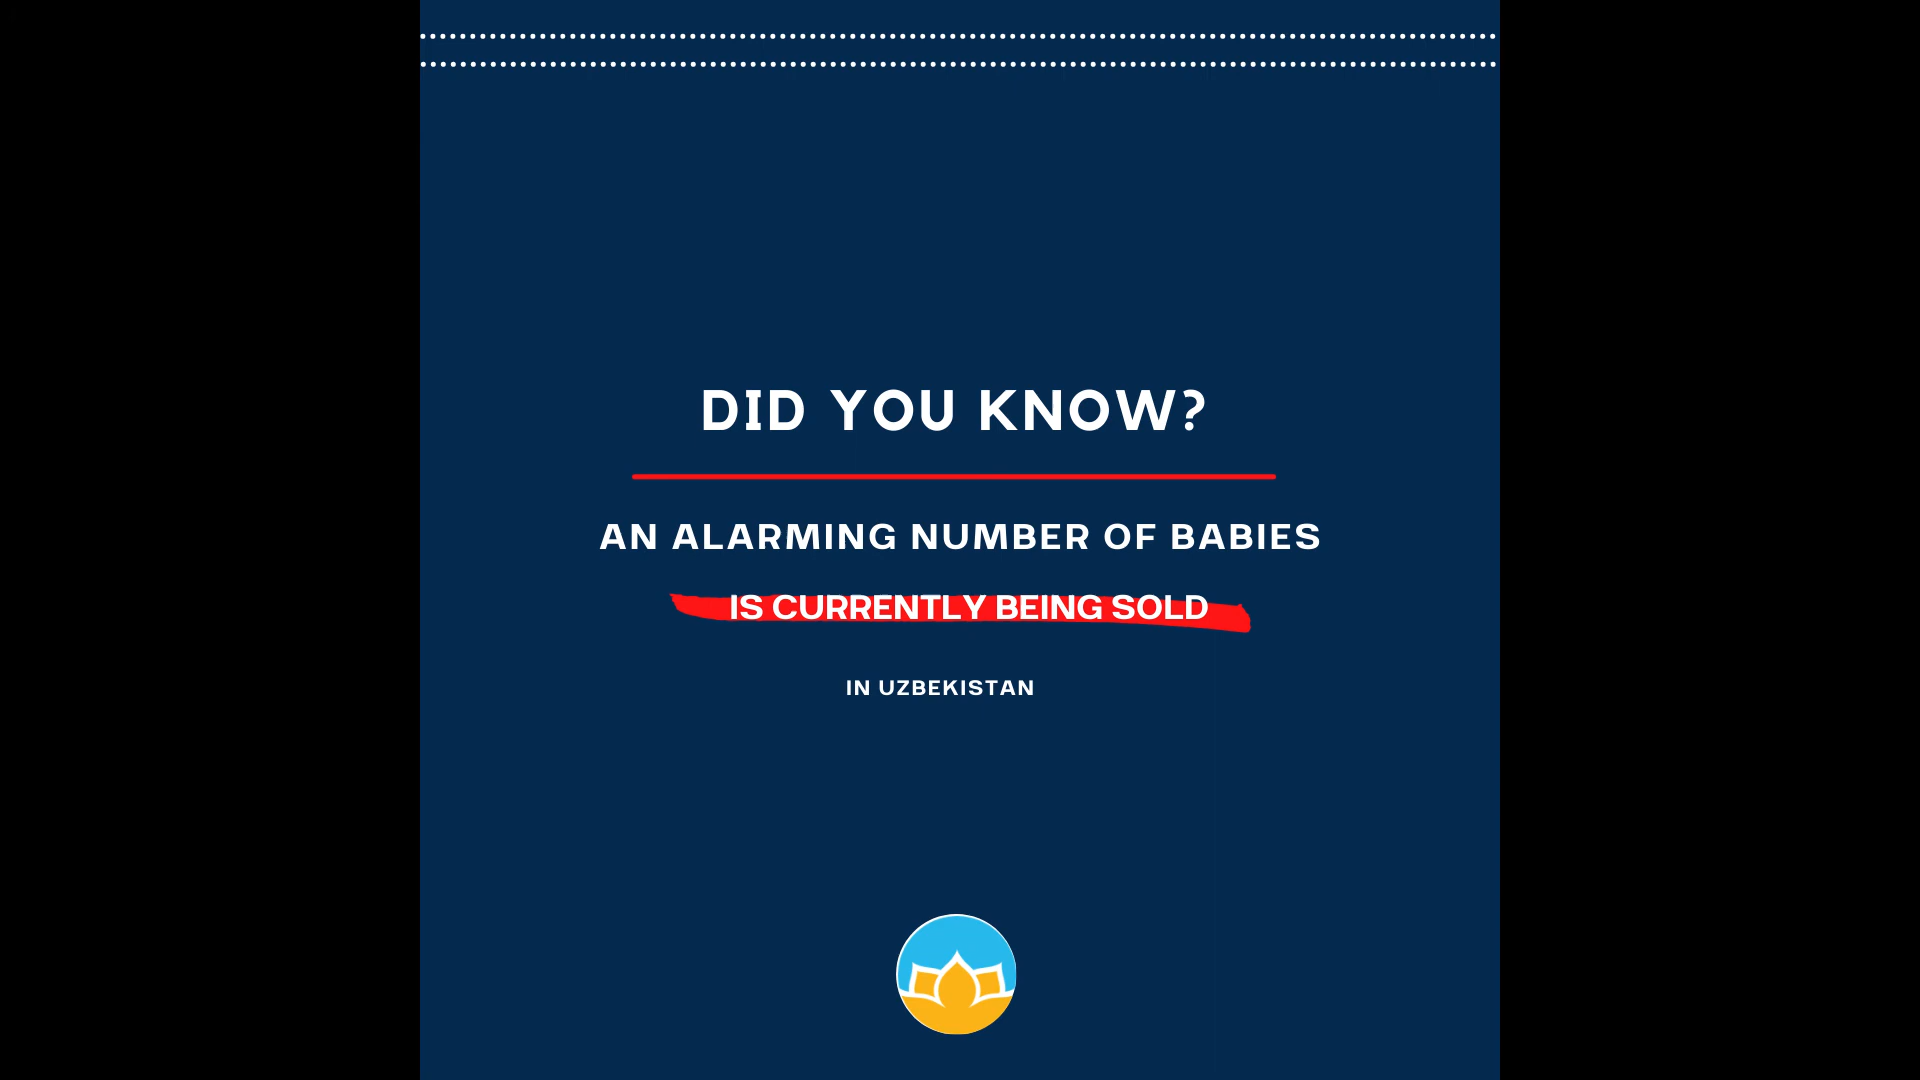 DID YOU KNOW?
AN ALARMING NUMBER OF BABIES
IS CURRENTLY BEING SOLD
IN UZBEKISTAN